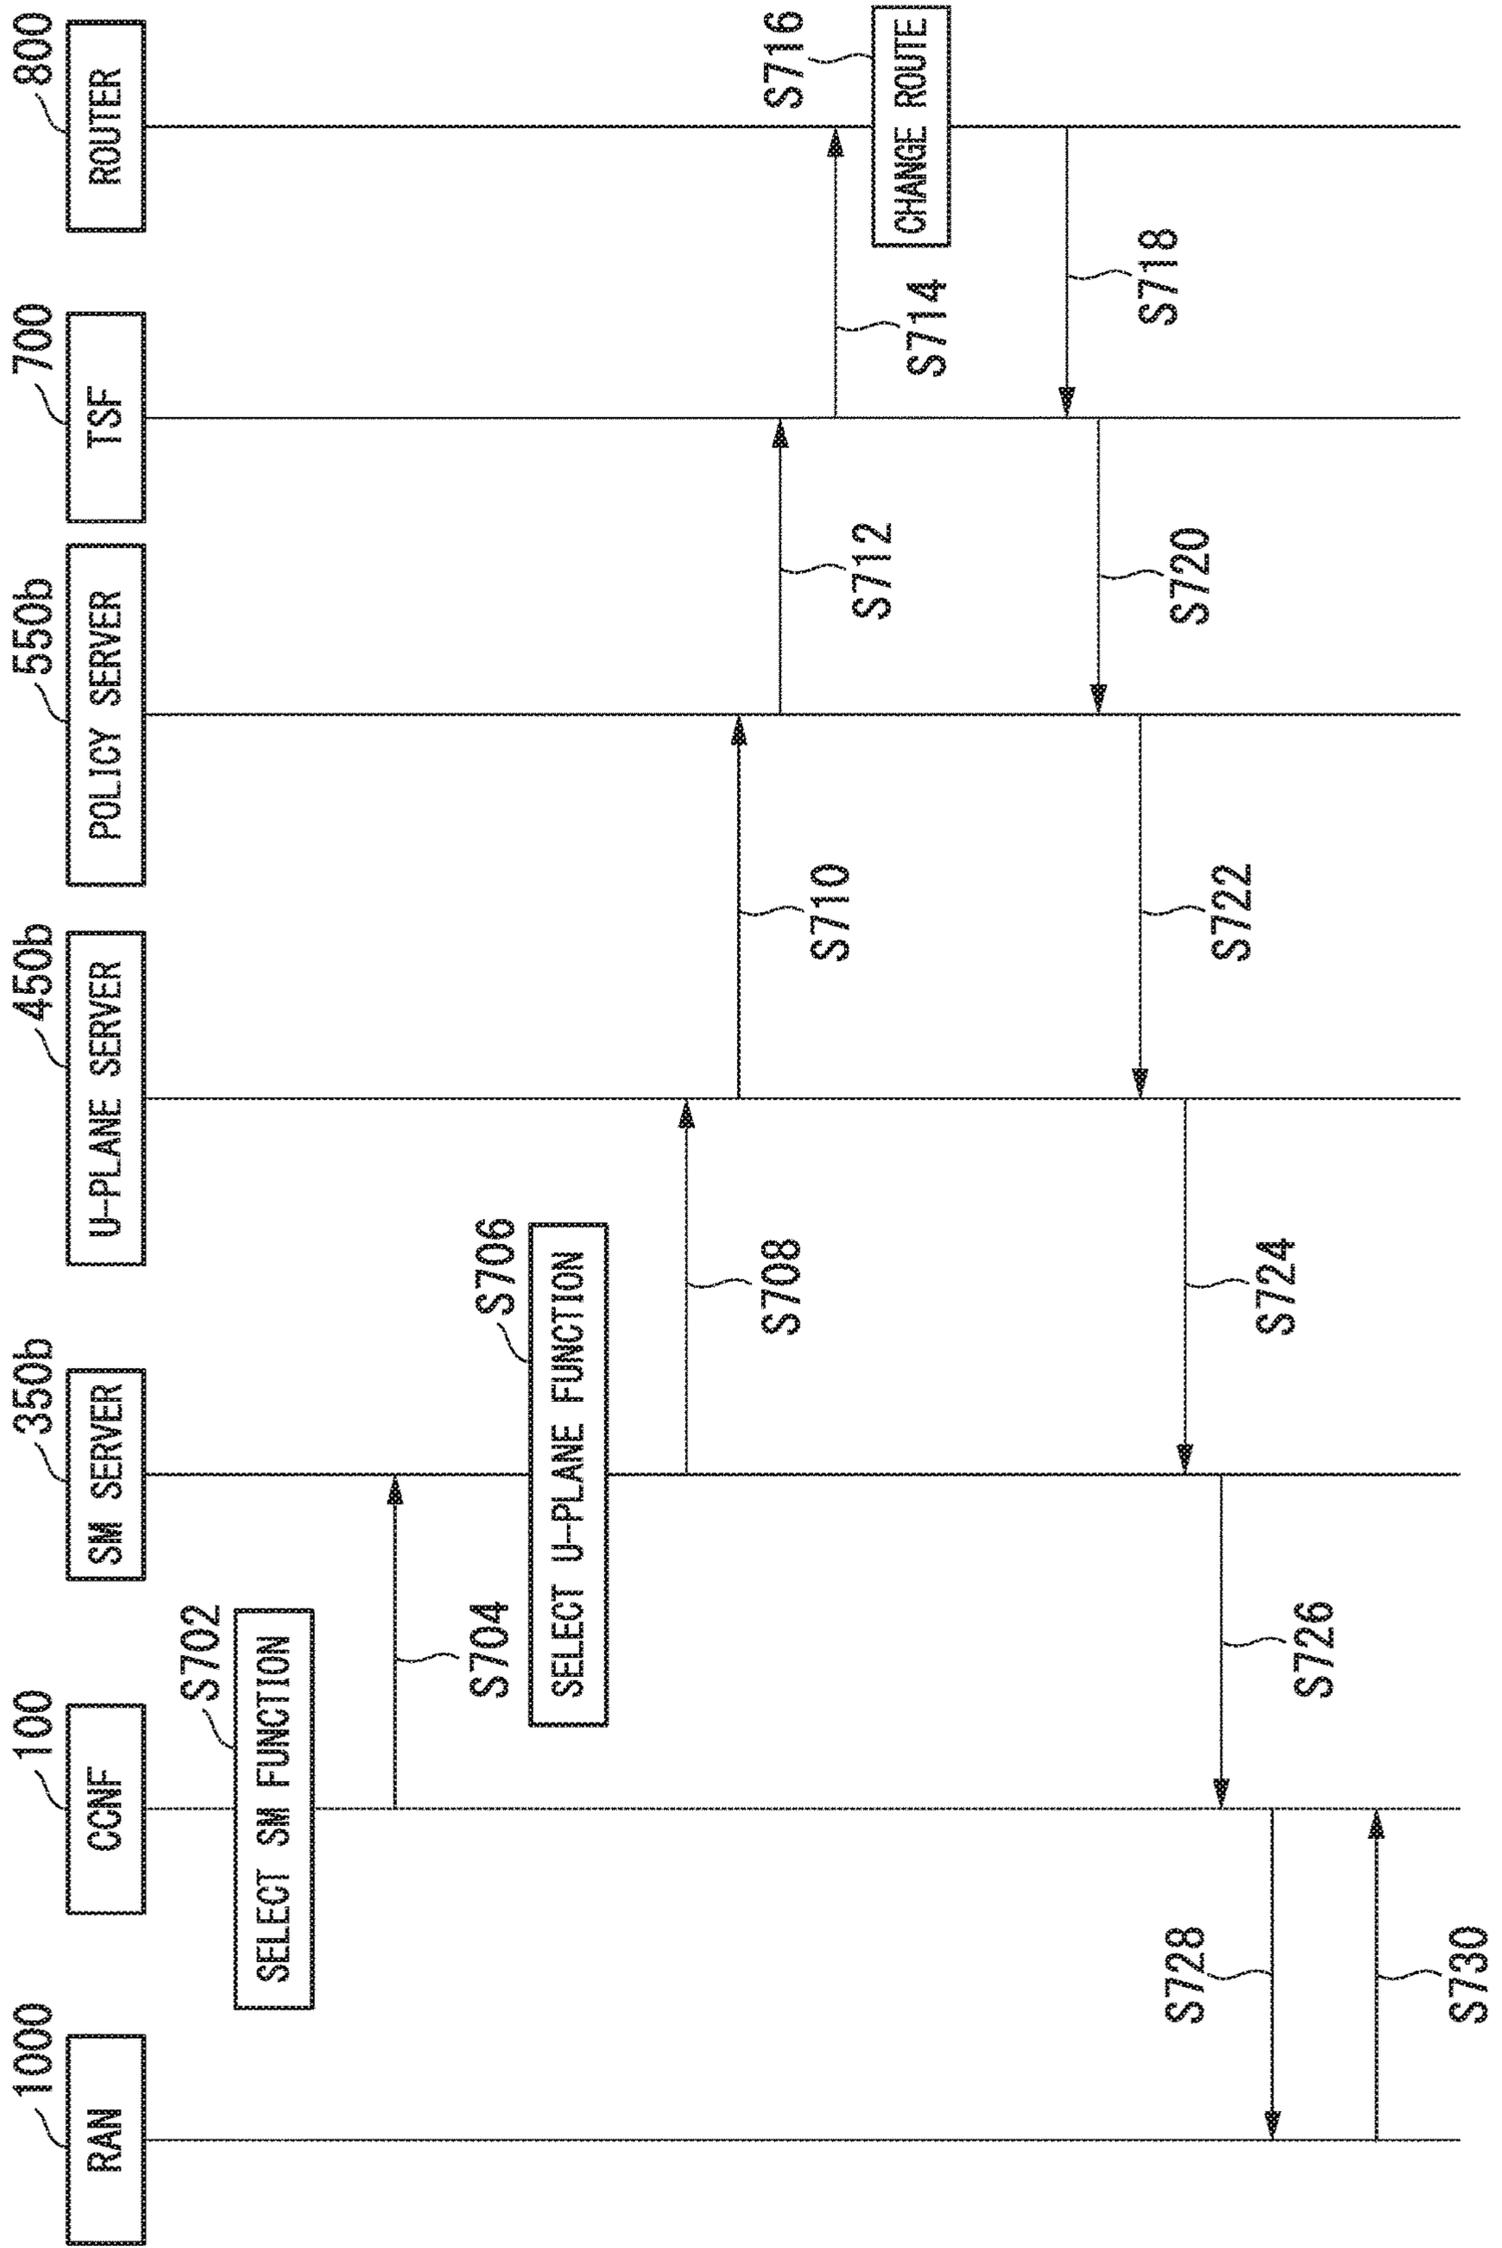 1000
RAN
100
CCNF
350b
SM SERVER
450b
U-PLANE SERVER
550b
POLICY SERVER
700
TSF
800
ROUTER
S702
SELECT SM FUNCTION
S704
S706
SELECT U-PLANE FUNCTION
S708
S710
S712
S714
S716
CHANGE ROUTE
S718
S720
S722
S724
S726
S728
S730